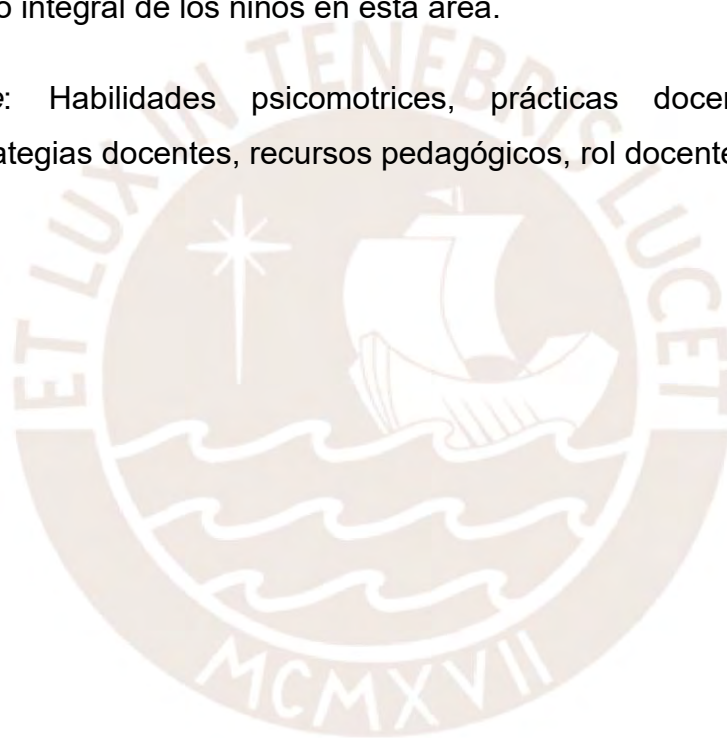 o integral de los niños en esta área.
e: Habilidades psicomotrices, prácticas docen
ategias docentes, recursos pedagógicos, rol docente
ET LUX IN TENEBRIS LUCET
MCMXVII